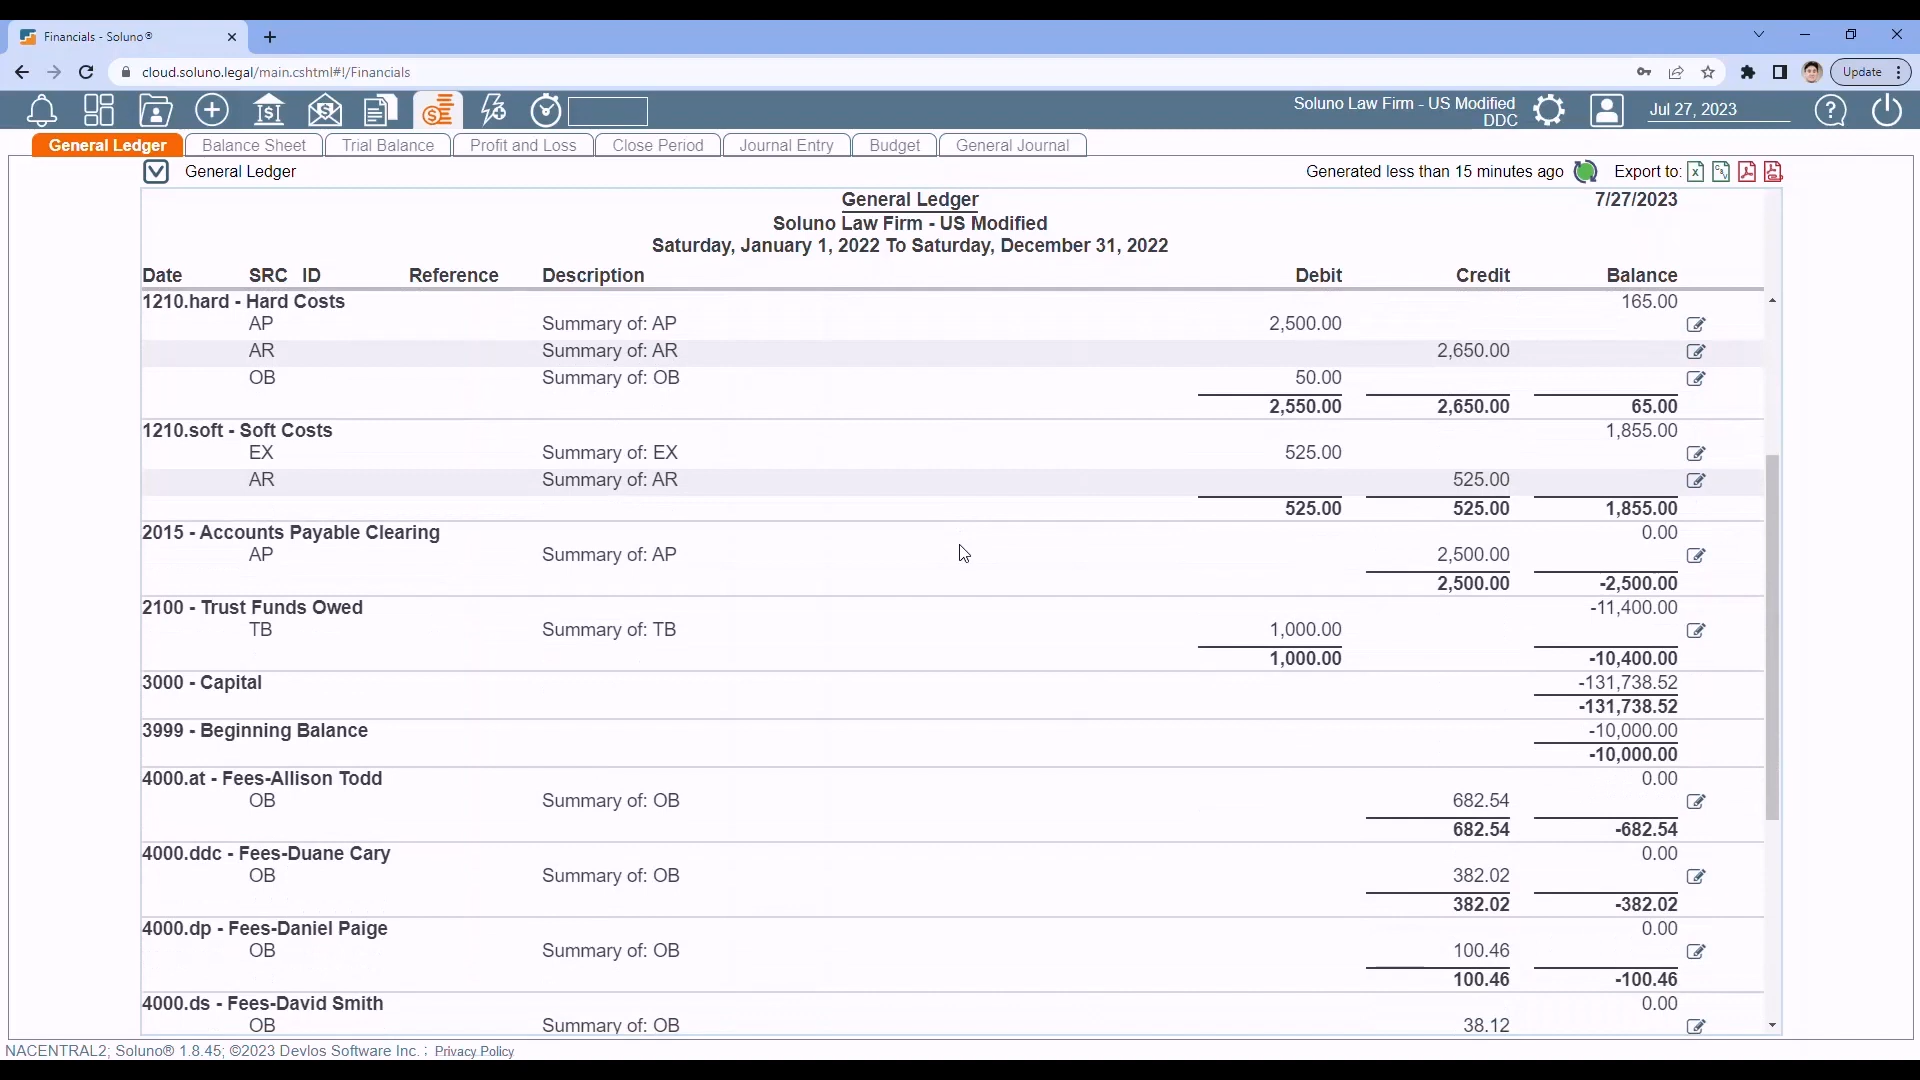 Financials - Soluno®
cloud.soluno.legal/main.cshtml#!/Financials
Update
Soluno Law Firm - US Modified
DDC
Jul 27, 2023
General Ledger Balance Sheet Trial Balance Profit and Loss Close Period Journal Entry Budget General Journal
General Ledger Generated less than 15 minutes ago Export to:
General Ledger 7/27/2023
Soluno Law Firm - US Modified
Saturday, January 1, 2022 To Saturday, December 31, 2022
Date SRC ID Reference Description Debit Credit Balance
1210.hard - Hard Costs 165.00
AP Summary of: AP 2,500.00
AR Summary of: AR 2,650.00
OB Summary of: OB 50.00
2,550.00 2,650.00 65.00
1210.soft - Soft Costs 1,855.00
EX Summary of: EX 525.00
AR Summary of: AR 525.00
525.00 525.00 1,855.00
2015 - Accounts Payable Clearing 0.00
AP Summary of: AP 2,500.00
2,500.00 -2,500.00
2100 - Trust Funds Owed -11,400.00
TB Summary of: TB 1,000.00
1,000.00 -10,400.00
3000 - Capital -131,738.52
-131,738.52
3999 - Beginning Balance -10,000.00
-10,000.00
4000.at - Fees-Allison Todd 0.00
OB Summary of: OB 682.54
682.54 -682.54
4000.ddc - Fees-Duane Cary 0.00
OB Summary of: OB 382.02
382.02 -382.02
4000.dp - Fees-Daniel Paige 0.00
OB Summary of: OB 100.46
100.46 -100.46
4000.ds - Fees-David Smith 0.00
OB Summary of: OB 38.12
NACENTRAL2; Soluno® 1.8.45; ©2023 Devlos Software Inc. ; Privacy Policy